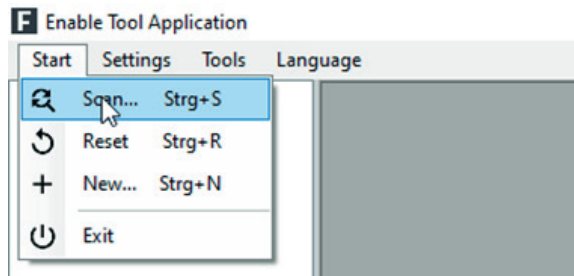 F Enable Tool Application
Start Settings Tools Language
Scan... Strg+S
Reset Strg+R
New... Strg+N
Exit